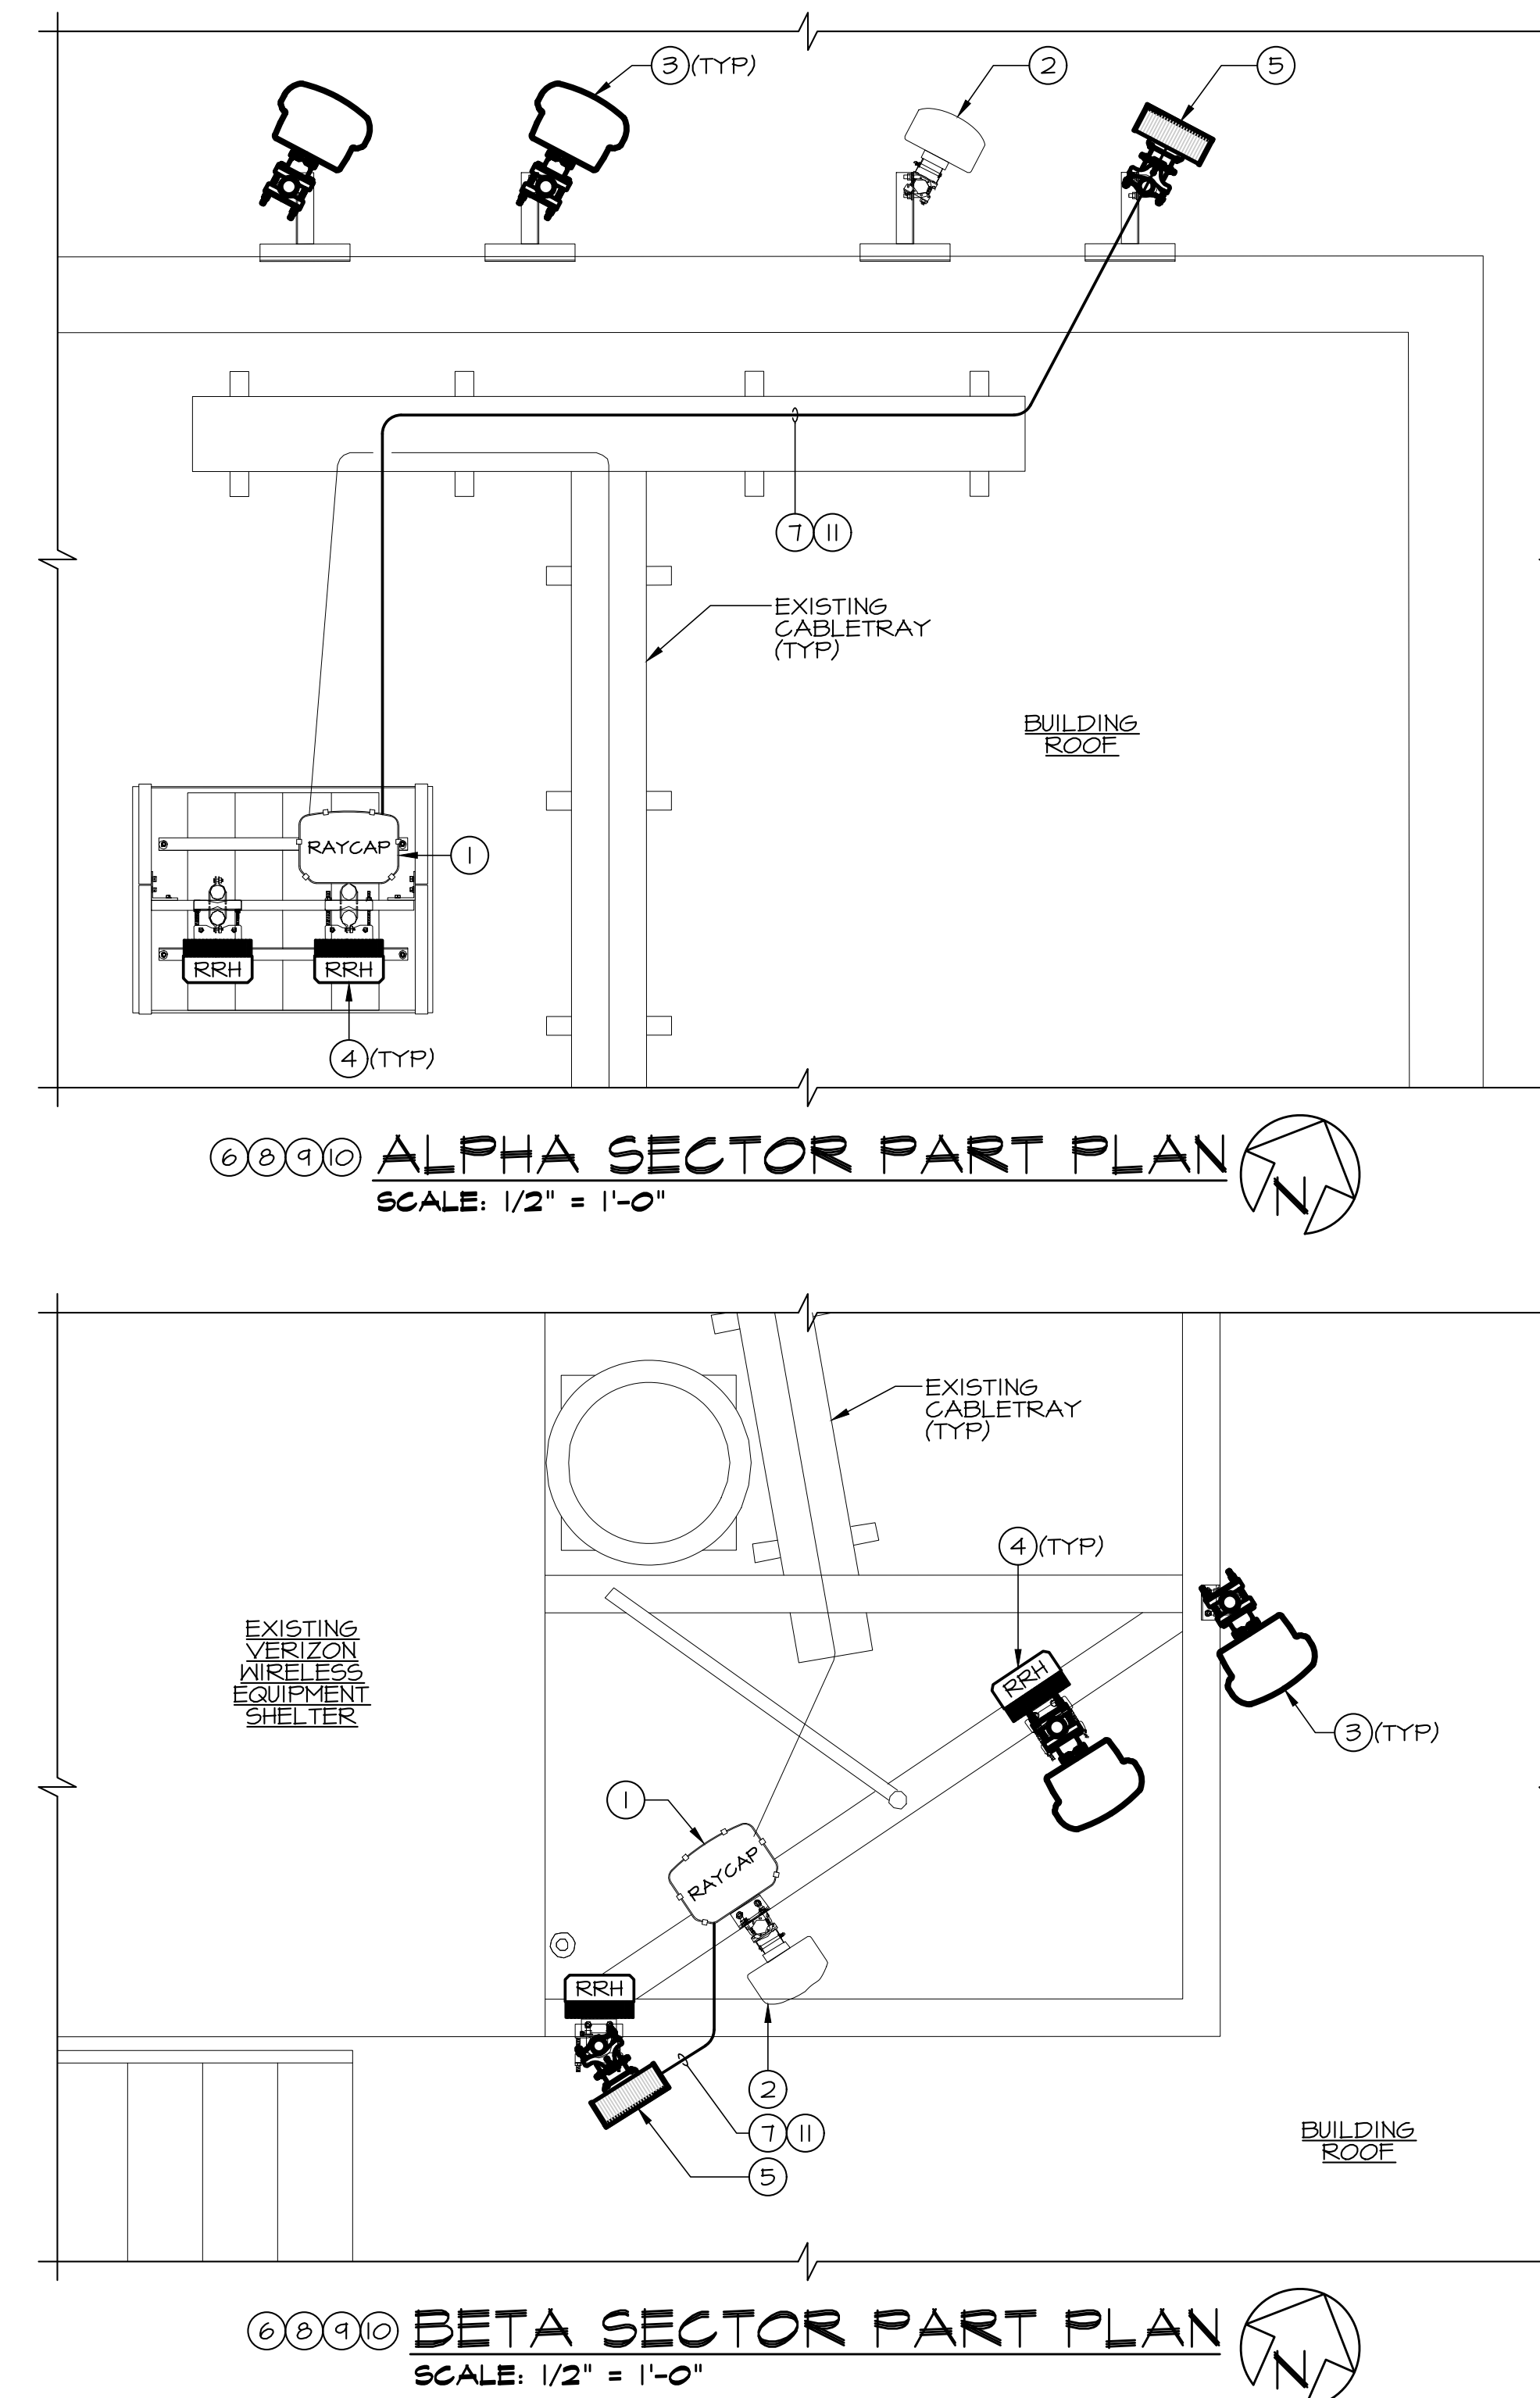 3 (TYP)
2
5
7 11
EXISTING
CABLETRAY
(TYP)
BUILDING
ROOF
RAYCAP
1
RRH RRH
4 (TYP)
6 8 9 10 ALPHA SECTOR PART PLAN
SCALE: 1/2" = 1'-0"
N
EXISTING
CABLETRAY
(TYP)
4 (TYP)
EXISTING
VERIZON
WIRELESS
EQUIPMENT
SHELTER
RRH
3 (TYP)
1
RAYCAP
RRH
2
7 11
5
BUILDING
ROOF
6 8 9 10 BETA SECTOR PART PLAN
SCALE: 1/2" = 1'-0"
N